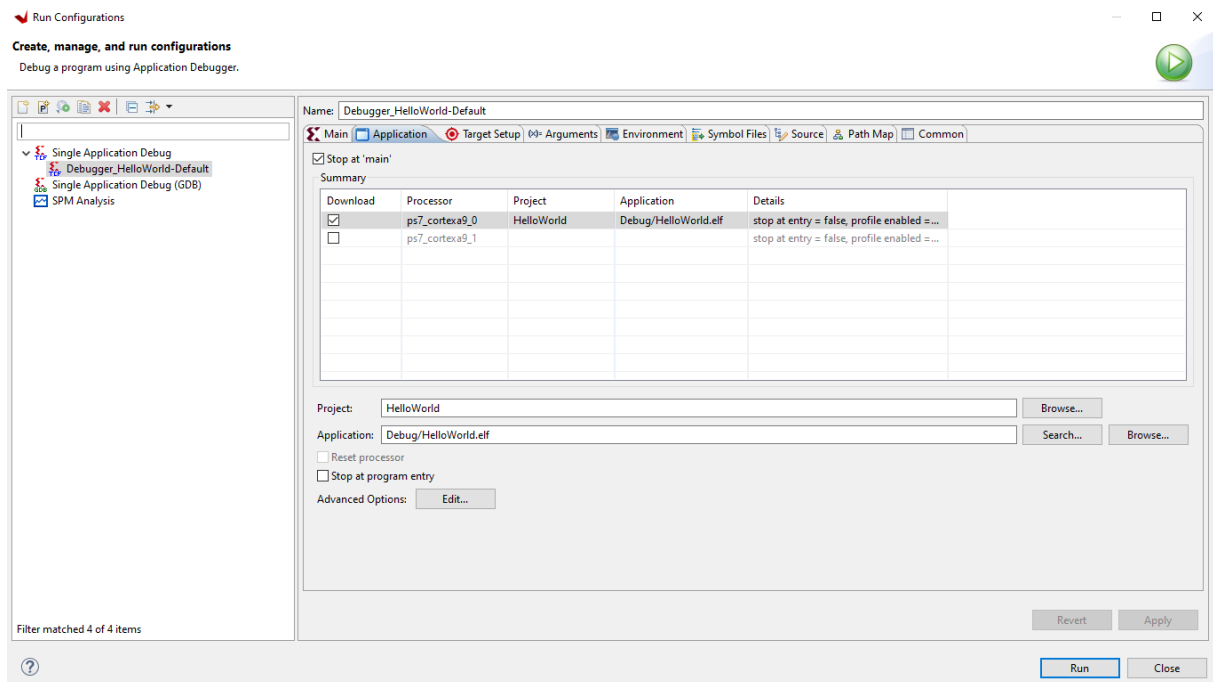 Run Configurations
Create, manage, and run configurations
Debug a program using Application Debugger.
Single Application Debug
Debugger_HelloWorld-Default
Single Application Debug (GDB)
SPM Analysis
Filter matched 4 of 4 items
Name: Debugger_HelloWorld-Default
Main Application Target Setup (x)= Arguments Environment Symbol Files Source Path Map Common
Stop at 'main'
Summary
Download Processor Project Application Details
ps7_cortexa9_0 HelloWorld Debug/HelloWorld.elf stop at entry = false, profile enabled =...
ps7_cortexa9_1 stop at entry = false, profile enabled =...
Project: HelloWorld Browse...
Application: Debug/HelloWorld.elf Search... Browse...
Reset processor
Stop at program entry
Advanced Options: Edit...
Revert Apply
? Run Close